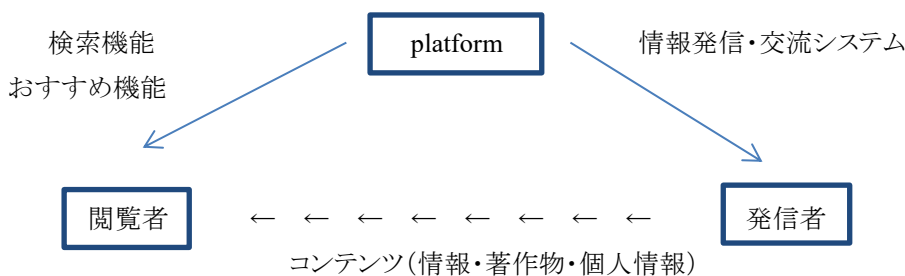 platform
検索機能
おすすめ機能
情報発信・交流システム
閲覧者
← ← ← ← ← ← ← ←
発信者
コンテンツ(情報・著作物・個人情報)